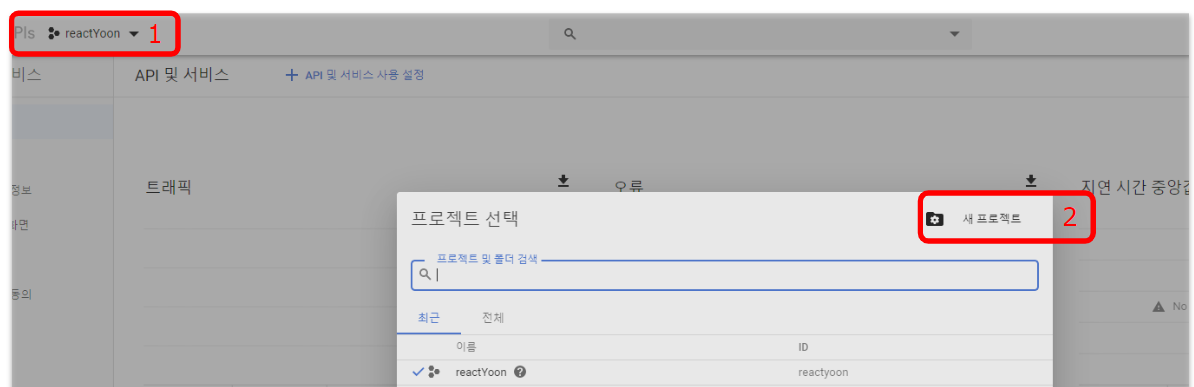 PIs reactYoon 1
비스 API 및 서비스 + API 및 서비스 사용 설정
정보 트래픽 오류 지연 시간 중앙값
프로젝트 선택 새 프로젝트 2
화면
프로젝트 및 폴더 검색
동의
최근 전체
No
이름 ID
reactYoon reactyoon